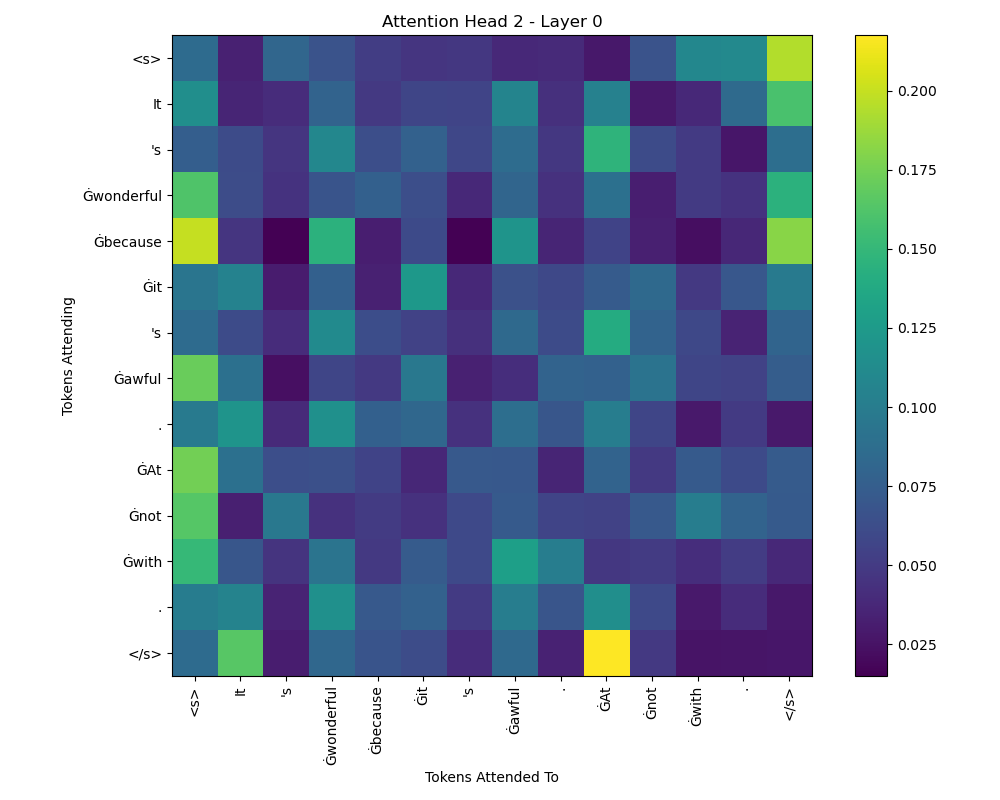 Attention Head 2 - Layer 0
Tokens Attending
<s>
It
's
Ġwonderful
Ġbecause
Ġit
's
Ġawful
.
ĠAt
Ġnot
Ġwith
.
</s>
<s>
It
's
Ġwonderful
Ġbecause
Ġit
's
Ġawful
.
ĠAt
Ġnot
Ġwith
.
</s>
Tokens Attended To
0.200
0.175
0.150
0.125
0.100
0.075
0.050
0.025